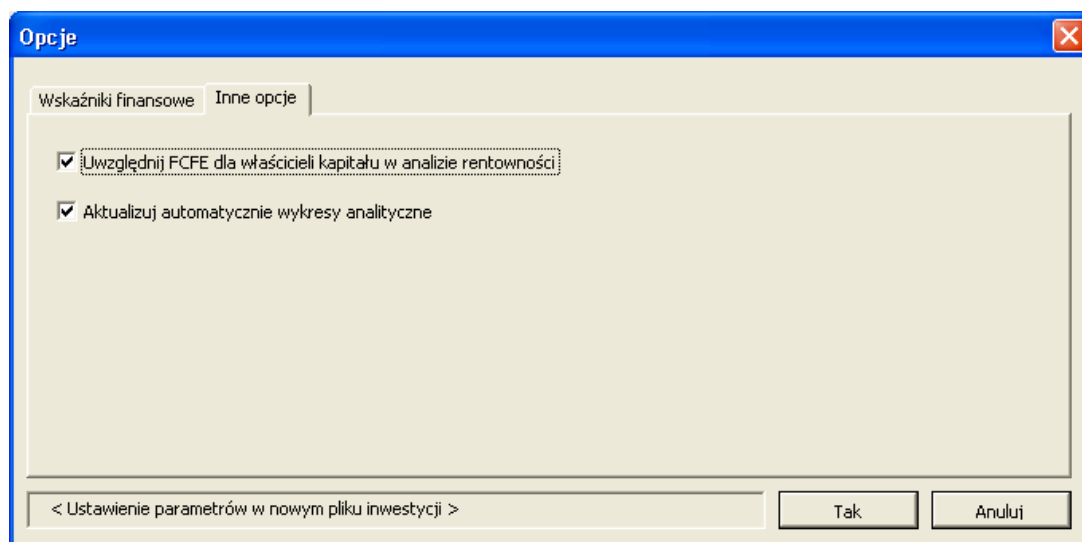 Opcje
Wskaźniki finansowe Inne opcje
Uwzględnij FCFE dla właścicieli kapitału w analizie rentowności
Aktualizuj automatycznie wykresy analityczne
< Ustawienie parametrów w nowym pliku inwestycji > Tak Anuluj